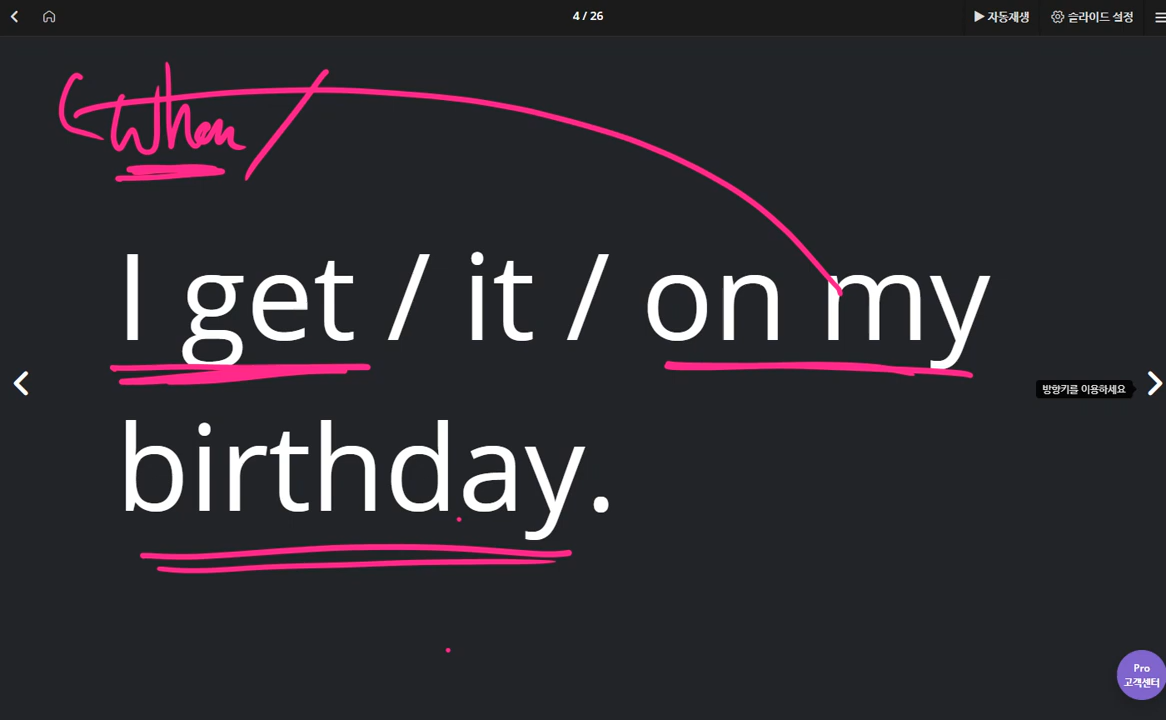 4 / 26
▶ 자동재생
슬라이드 설정
When /
I get / it / on my
birthday.
방향키를 이용하세요
Pro
고객센터